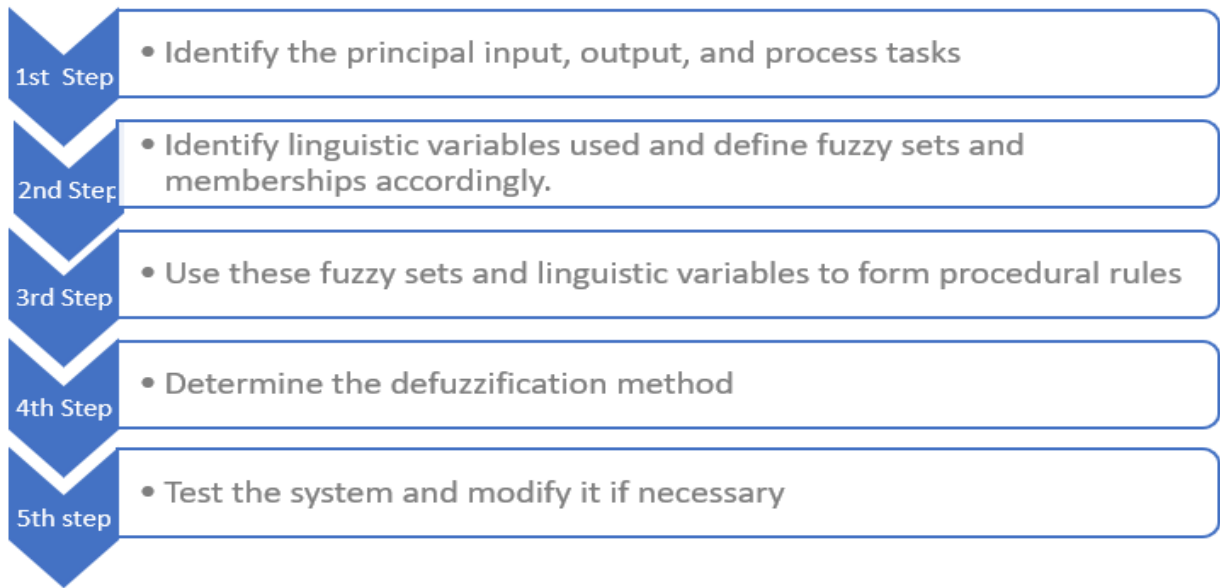 1st Step
• Identify the principal input, output, and process tasks
2nd Step
• Identify linguistic variables used and define fuzzy sets and
memberships accordingly.
3rd Step
• Use these fuzzy sets and linguistic variables to form procedural rules
4th Step
• Determine the defuzzification method
5th step
• Test the system and modify it if necessary